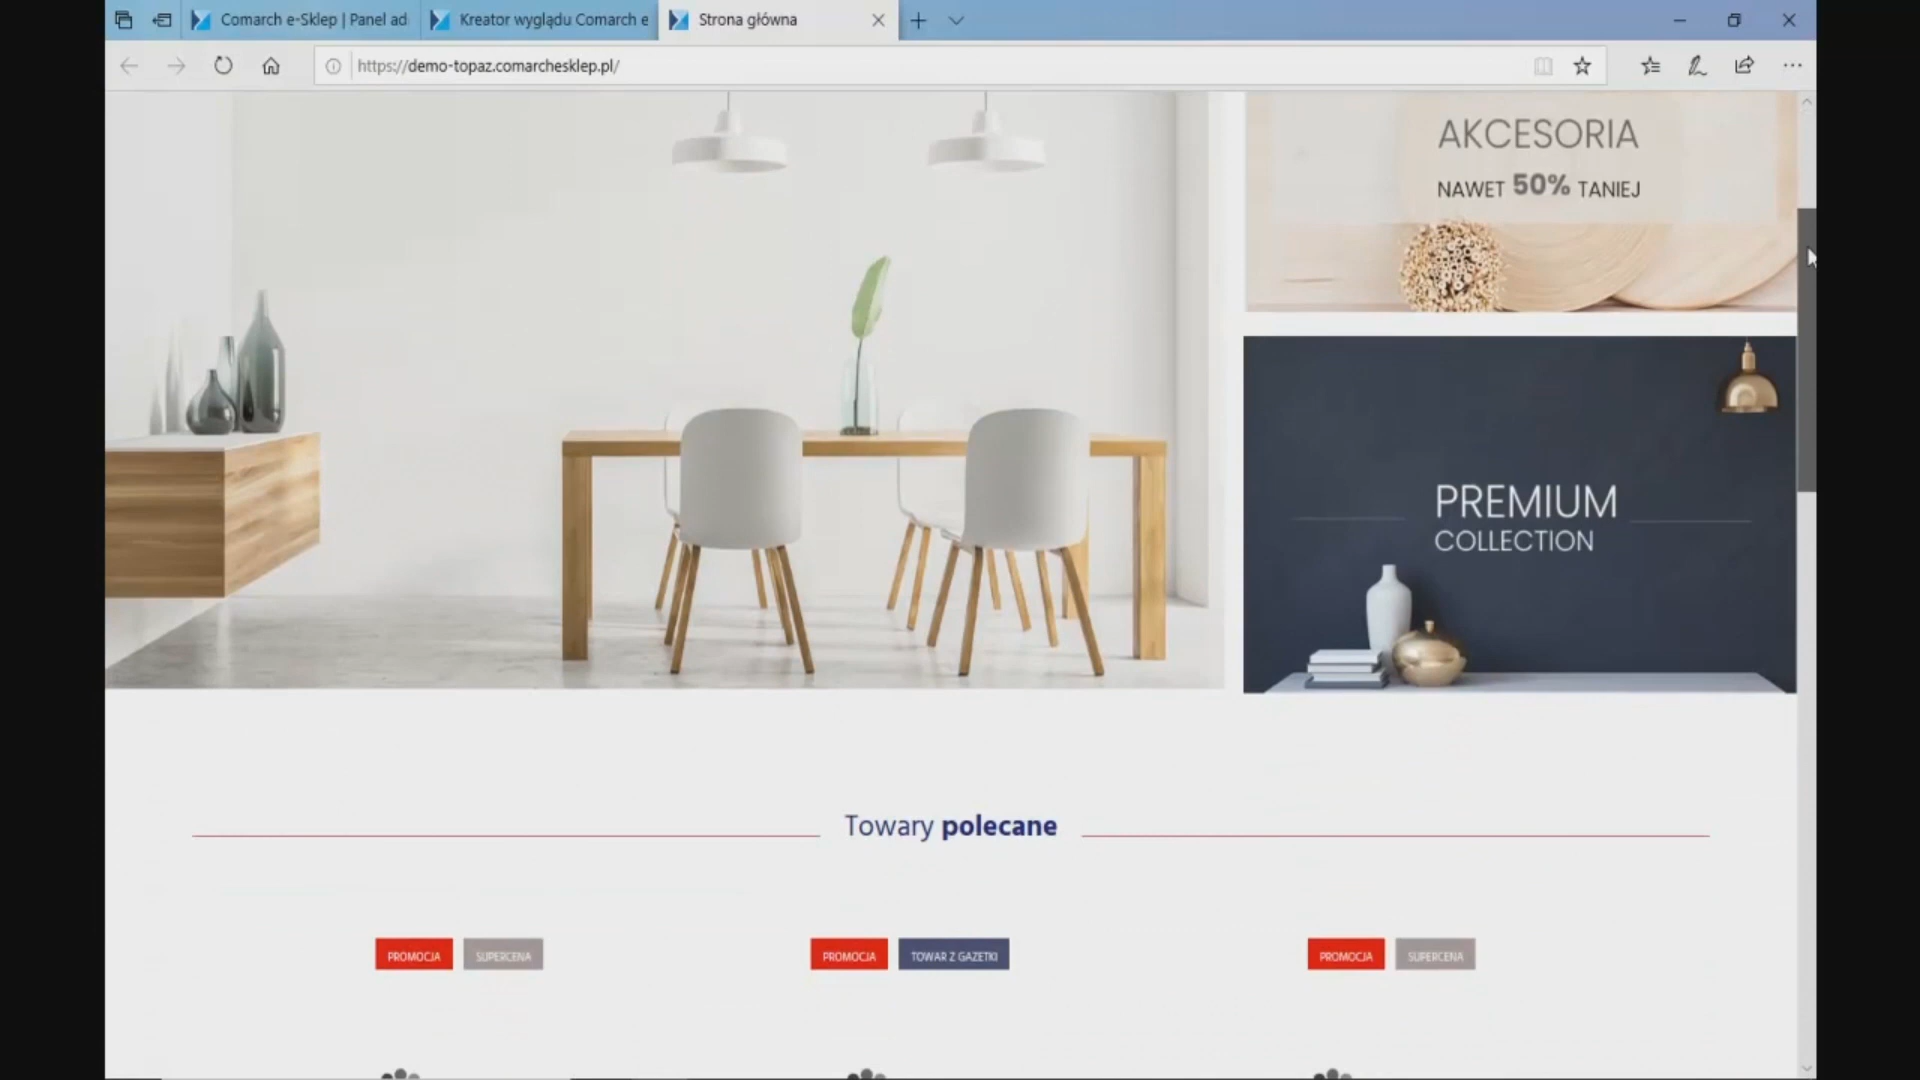 Comarch e-Sklep | Panel ad
Kreator wyglądu Comarch e
Strona główna
https://demo-topaz.comarchesklep.pl/
AKCESORIA
NAWET 50% TANIEJ
PREMIUM
COLLECTION
Towary polecane
PROMOCJA SUPERCENA
PROMOCJA TOWAR Z GAZETKI
PROMOCJA SUPERCENA